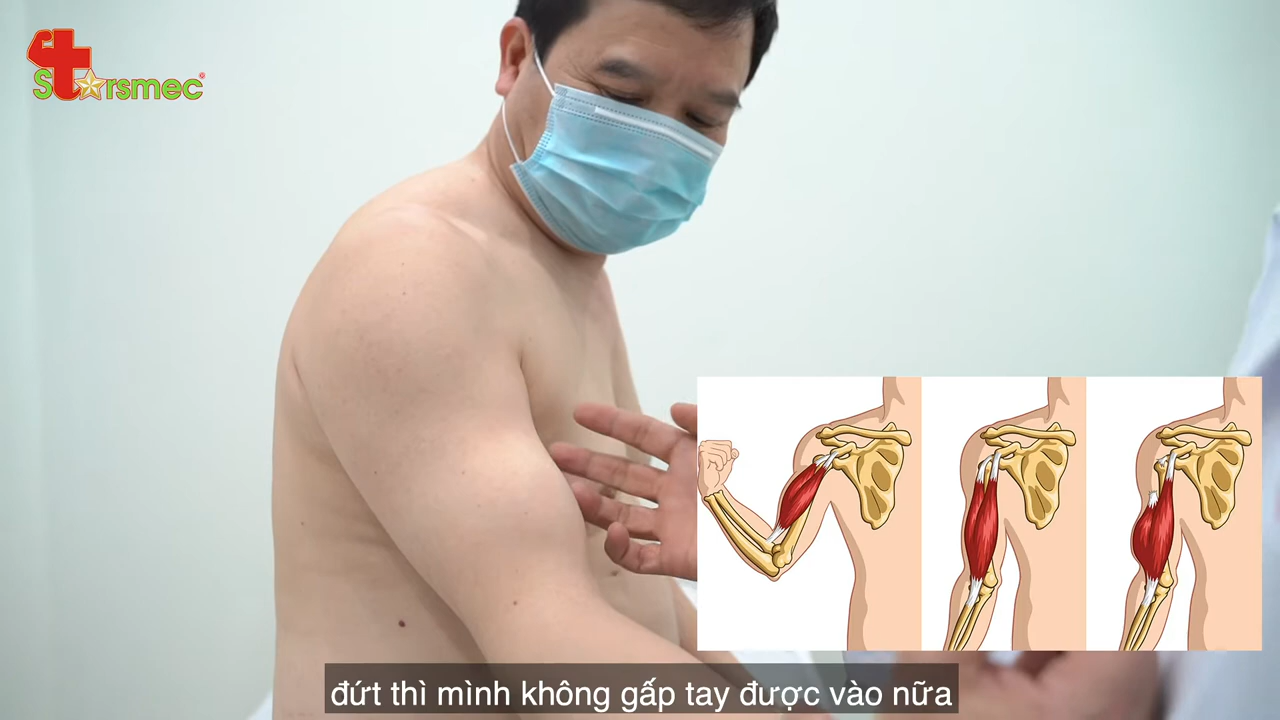 Starsmec
đứt thì mình không gấp tay được vào nữa